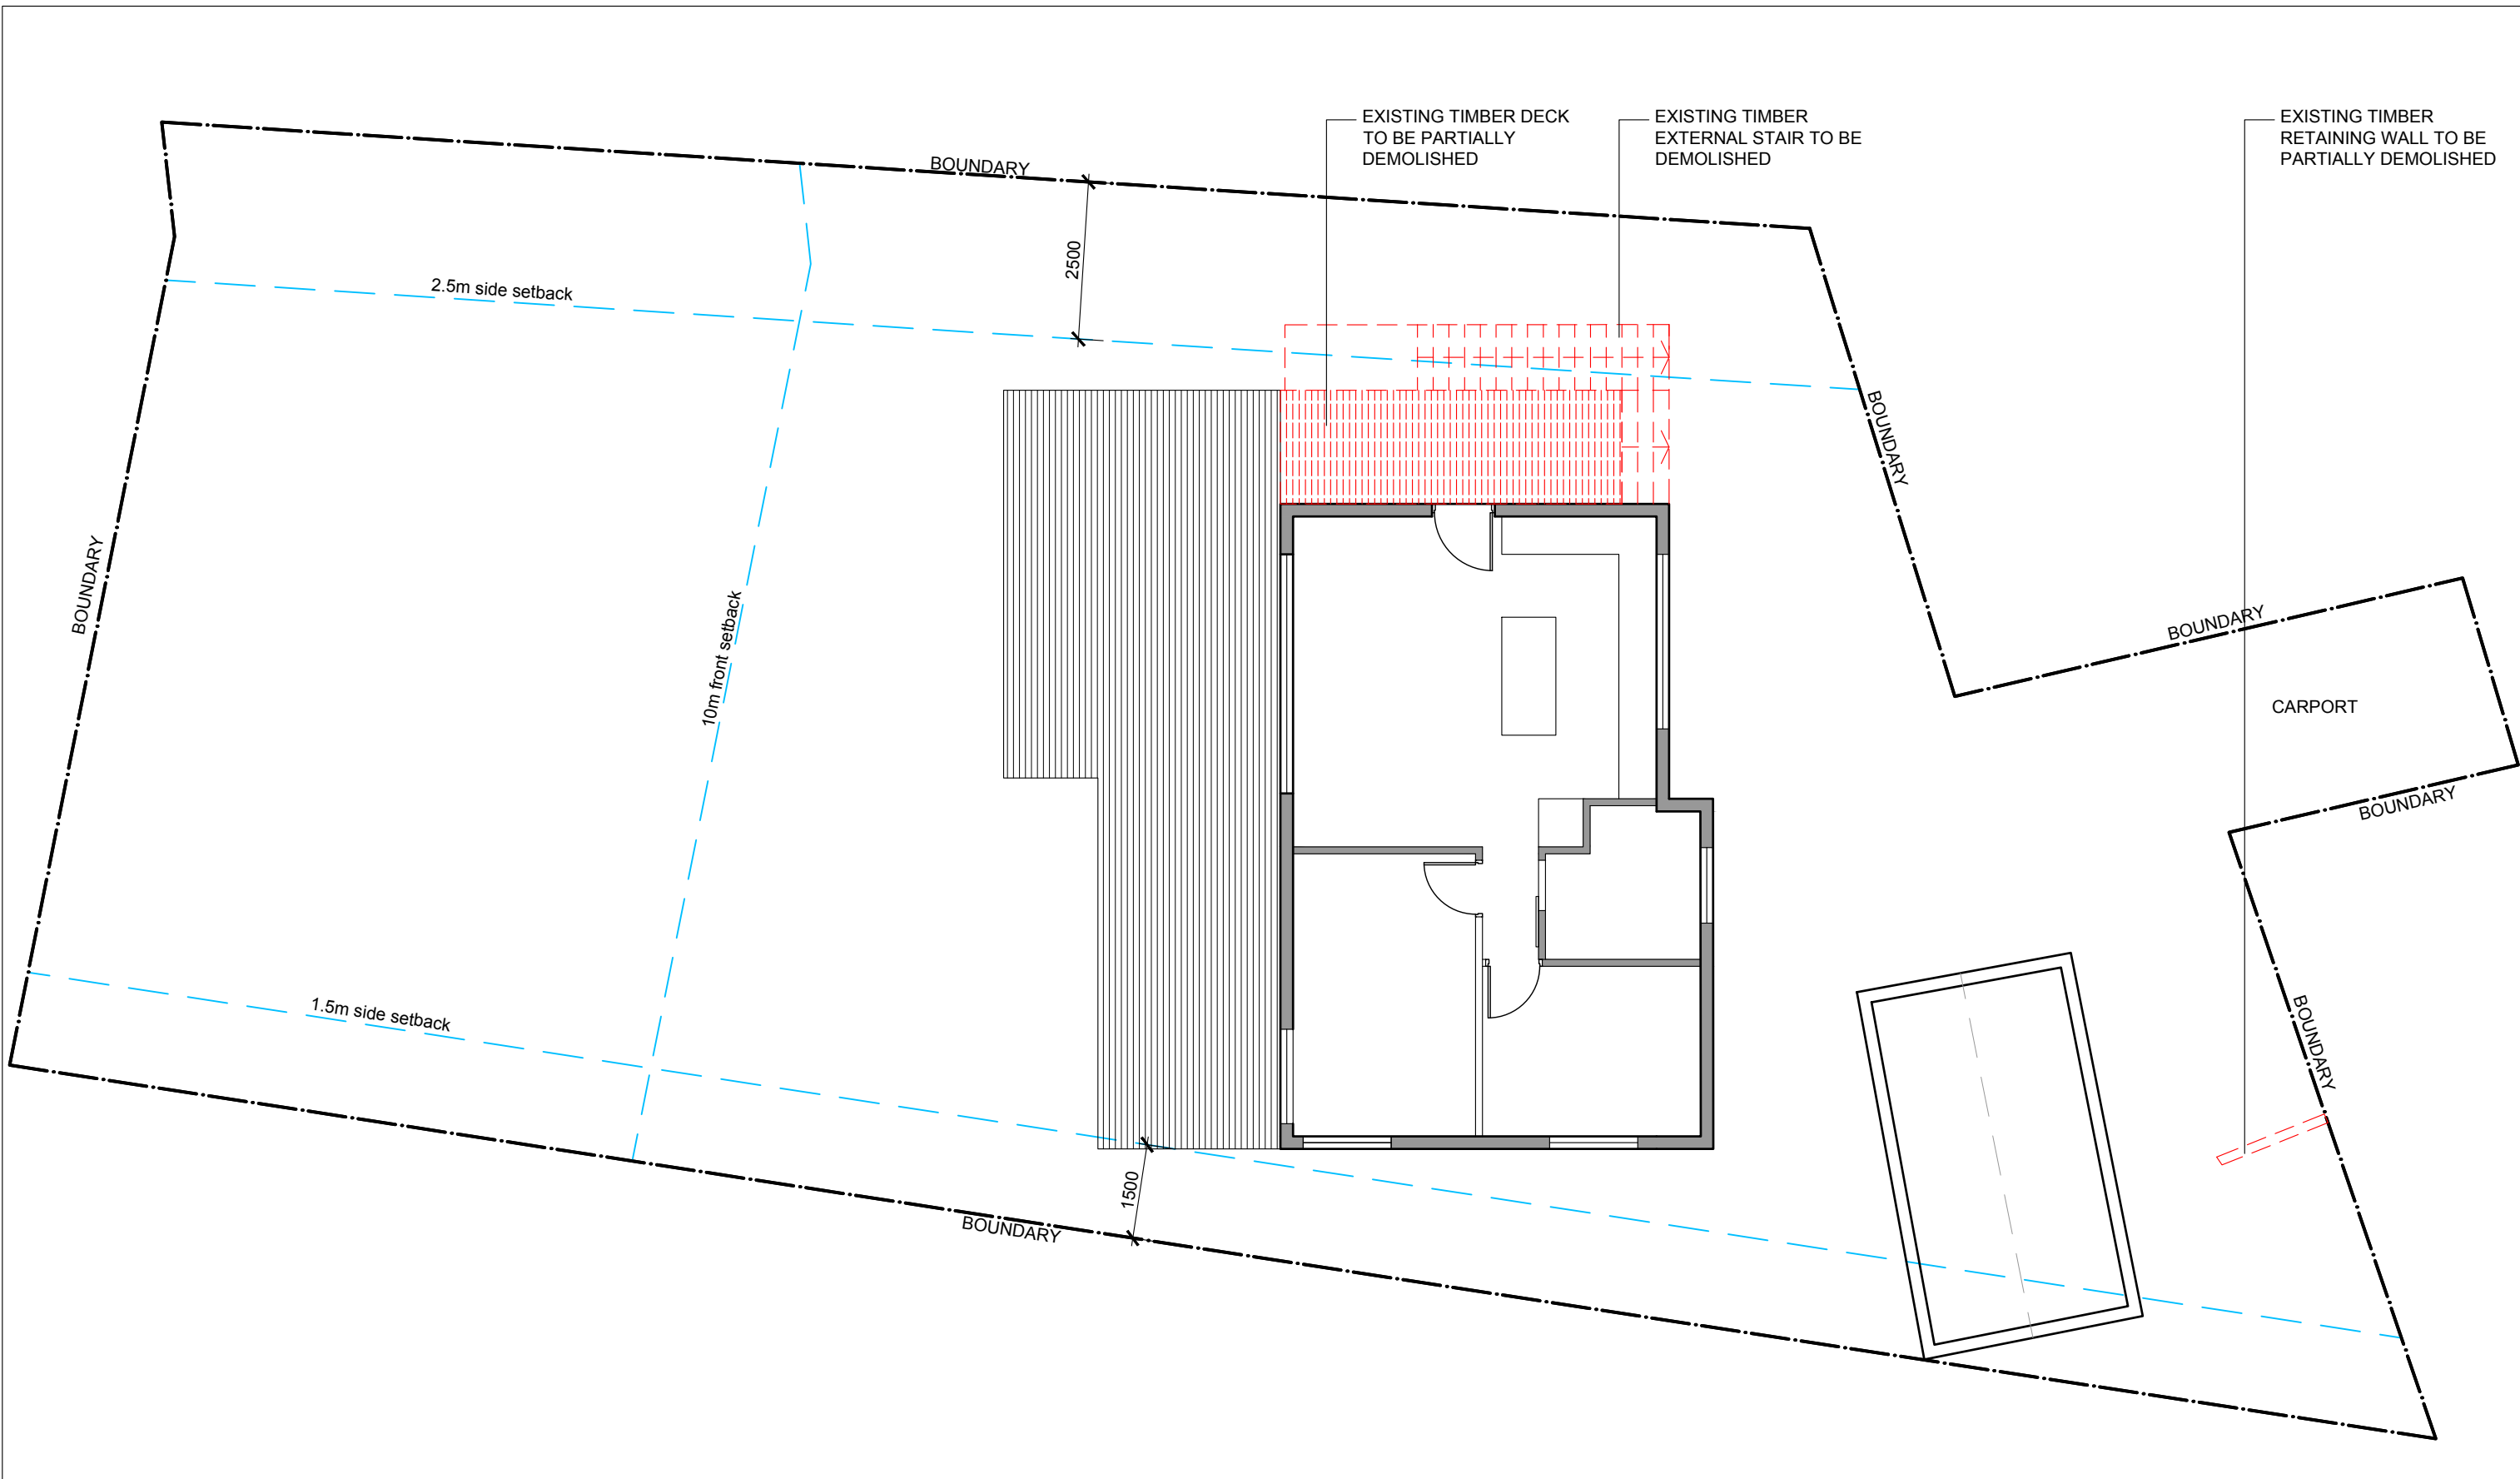 EXISTING TIMBER DECK
TO BE PARTIALLY
DEMOLISHED
EXISTING TIMBER
EXTERNAL STAIR TO BE
DEMOLISHED
EXISTING TIMBER
RETAINING WALL TO BE
PARTIALLY DEMOLISHED
BOUNDARY
2500
2.5m side setback
BOUNDARY
BOUNDARY
10m front setback
BOUNDARY
CARPORT
BOUNDARY
1.5m side setback
BOUNDARY
1500
BOUNDARY